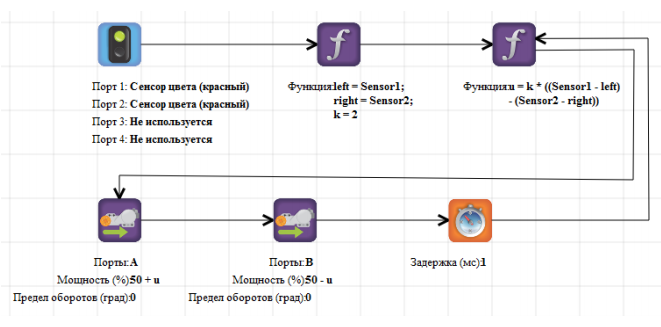 Порт 1: Сенсор цвета (красный)
Порт 2: Сенсор цвета (красный)
Порт 3: Не используется
Порт 4: Не используется
Функция:left = Sensor1;
right = Sensor2;
k = 2
Функция:u = k * ((Sensor1 - left)
- (Sensor2 - right))
Порты:A
Мощность (%)50 + u
Предел оборотов (град):0
Порты:B
Мощность (%)50 - u
Предел оборотов (град):0
Задержка (мс):1